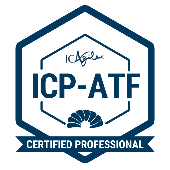 ICAgile
ICP-ATF
CERTIFIED PROFESSIONAL